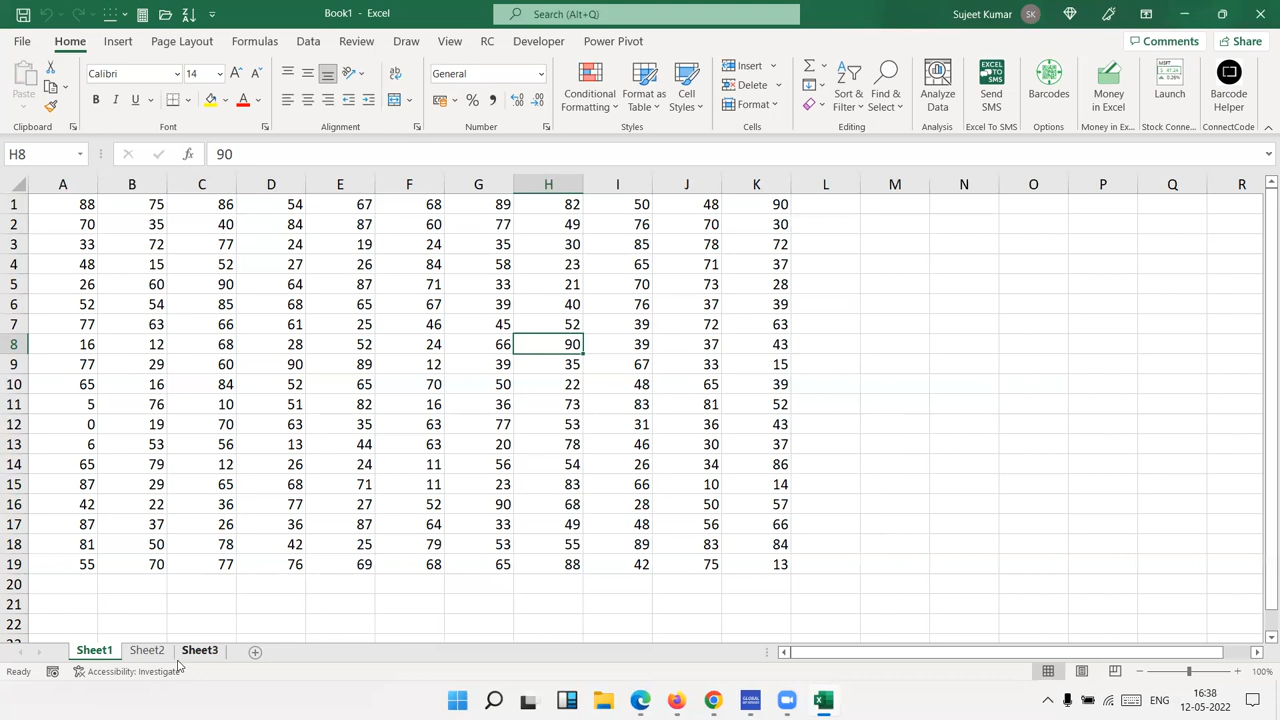 Book1 - Excel
Search (Alt+Q)
Sujeet Kumar
SK
File Home Insert Page Layout Formulas Data Review Draw View RC Developer Power Pivot Comments Share
Paste
Clipboard
Calibri 14
B I U
Font
Alignment
General
Number
Conditional Formatting
Format as Table
Cell Styles
Styles
Insert
Delete
Format
Cells
Sort & Filter
Find & Select
Editing
Analyze Data
Analysis
EXCEL TO SMS
Send SMS
Excel To SMS
Barcodes
Options
Money in Excel
Money in Ex...
MSFT
Launch
Stock Connec...
Barcode Helper
ConnectCode
H8 fx 90
A B C D E F G H I J K L M N O P Q R
1 88 75 86 54 67 68 89 82 50 48 90
2 70 35 40 84 87 60 77 49 76 70 30
3 33 72 77 24 19 24 35 30 85 78 72
4 48 15 52 27 26 84 58 23 65 71 37
5 26 60 90 64 87 71 33 21 70 73 28
6 52 54 85 68 65 67 39 40 76 37 39
7 77 63 66 61 25 46 45 52 39 72 63
8 16 12 68 28 52 24 66 90 39 37 43
9 77 29 60 90 89 12 39 35 67 33 15
10 65 16 84 52 65 70 50 22 48 65 39
11 5 76 10 51 82 16 36 73 83 81 52
12 0 19 70 63 35 63 77 53 31 36 43
13 6 53 56 13 44 63 20 78 46 30 37
14 65 79 12 26 24 11 56 54 26 34 86
15 87 29 65 68 71 11 23 83 66 10 14
16 42 22 36 77 27 52 90 68 28 50 57
17 87 37 26 36 87 64 33 49 48 56 66
18 81 50 78 42 25 79 53 55 89 83 84
19 55 70 77 76 69 68 65 88 42 75 13
20
21
22
Sheet1 Sheet2 Sheet3
Ready Accessibility: Investigate 100%
ENG
16:38
12-05-2022